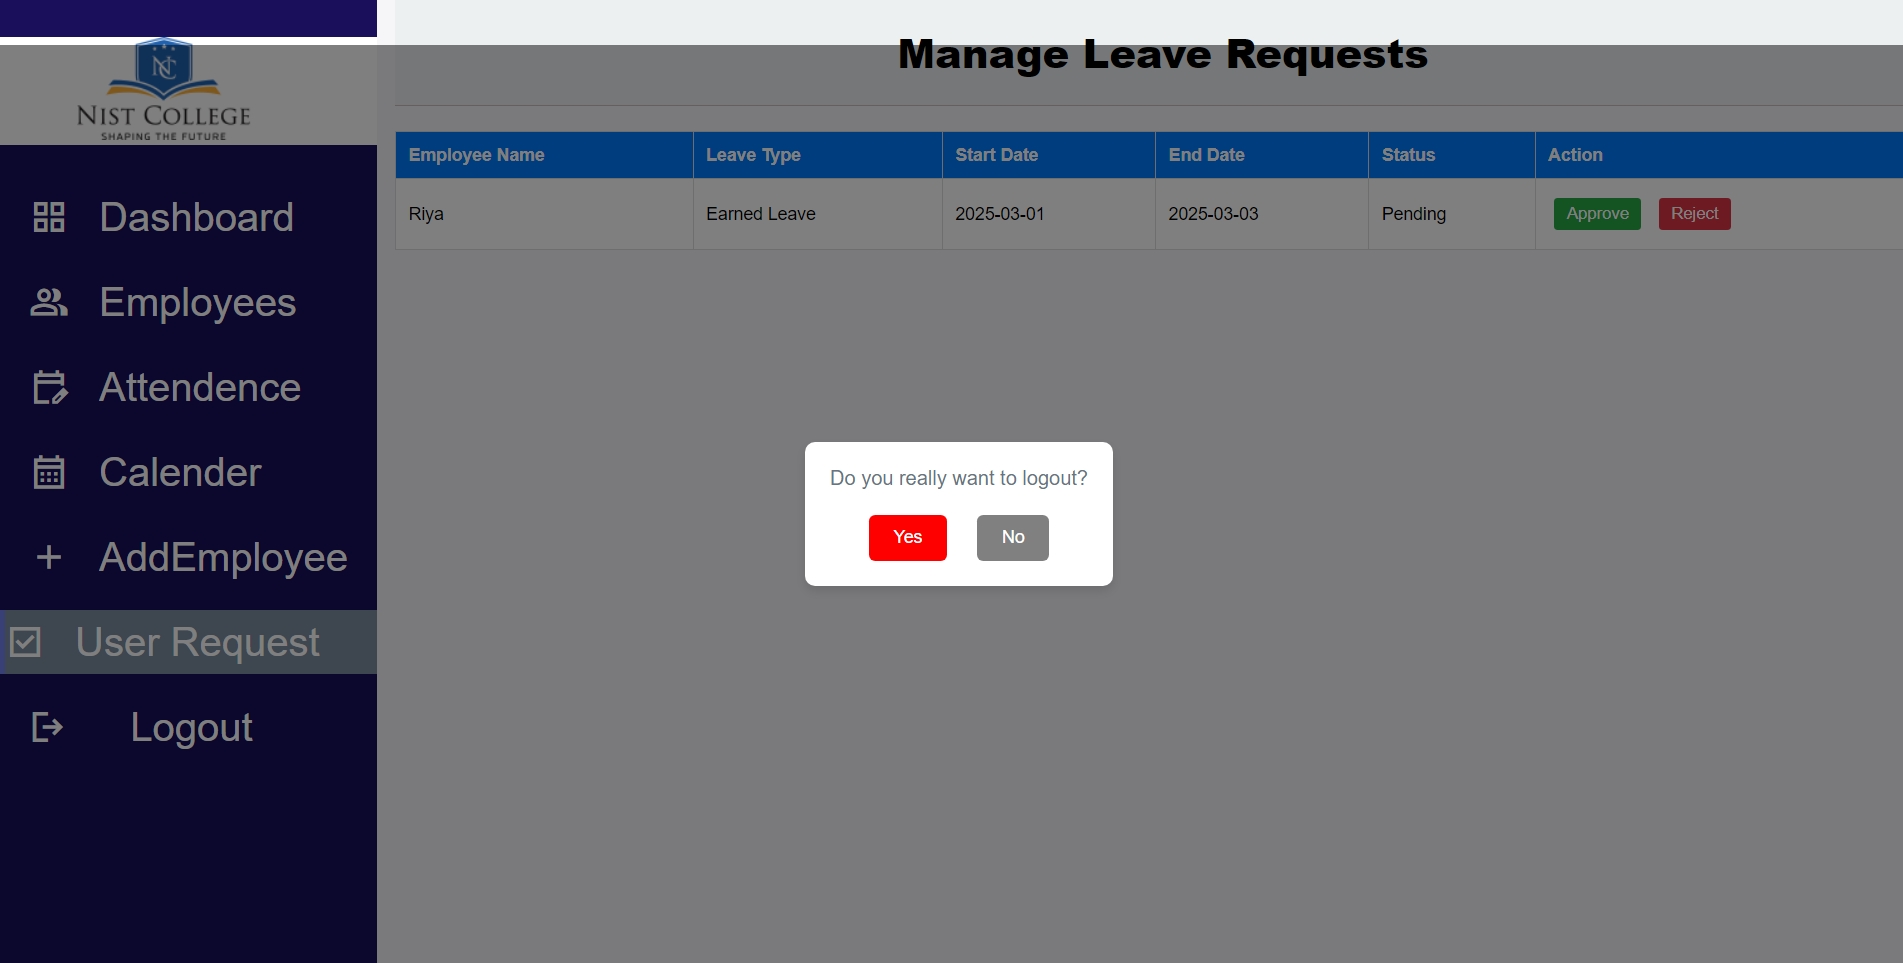 NC
NIST COLLEGE
SHAPING THE FUTURE
Dashboard
Employees
Attendence
Calender
AddEmployee
User Request
Logout
Manage Leave Requests
Employee Name Leave Type Start Date End Date Status Action
Riya Earned Leave 2025-03-01 2025-03-03 Pending Approve Reject
Do you really want to logout?
Yes No